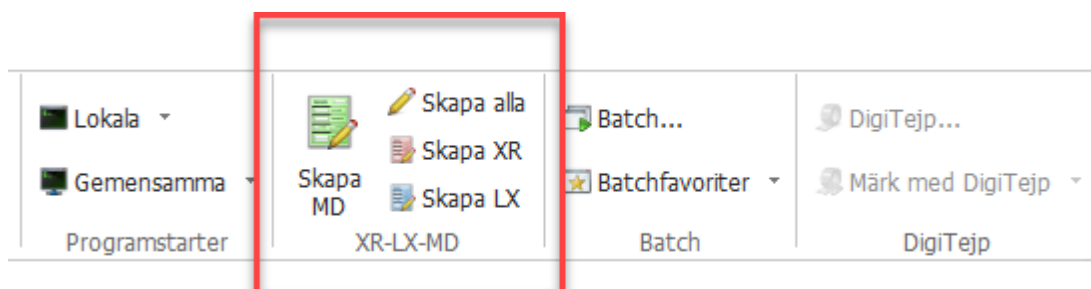 Lokala
Gemensamma
Programstarter
Skapa
MD
Skapa alla
Skapa XR
Skapa LX
XR-LX-MD
Batch...
Batchfavoriter
Batch
DigiTejp...
Märk med DigiTejp
DigiTejp